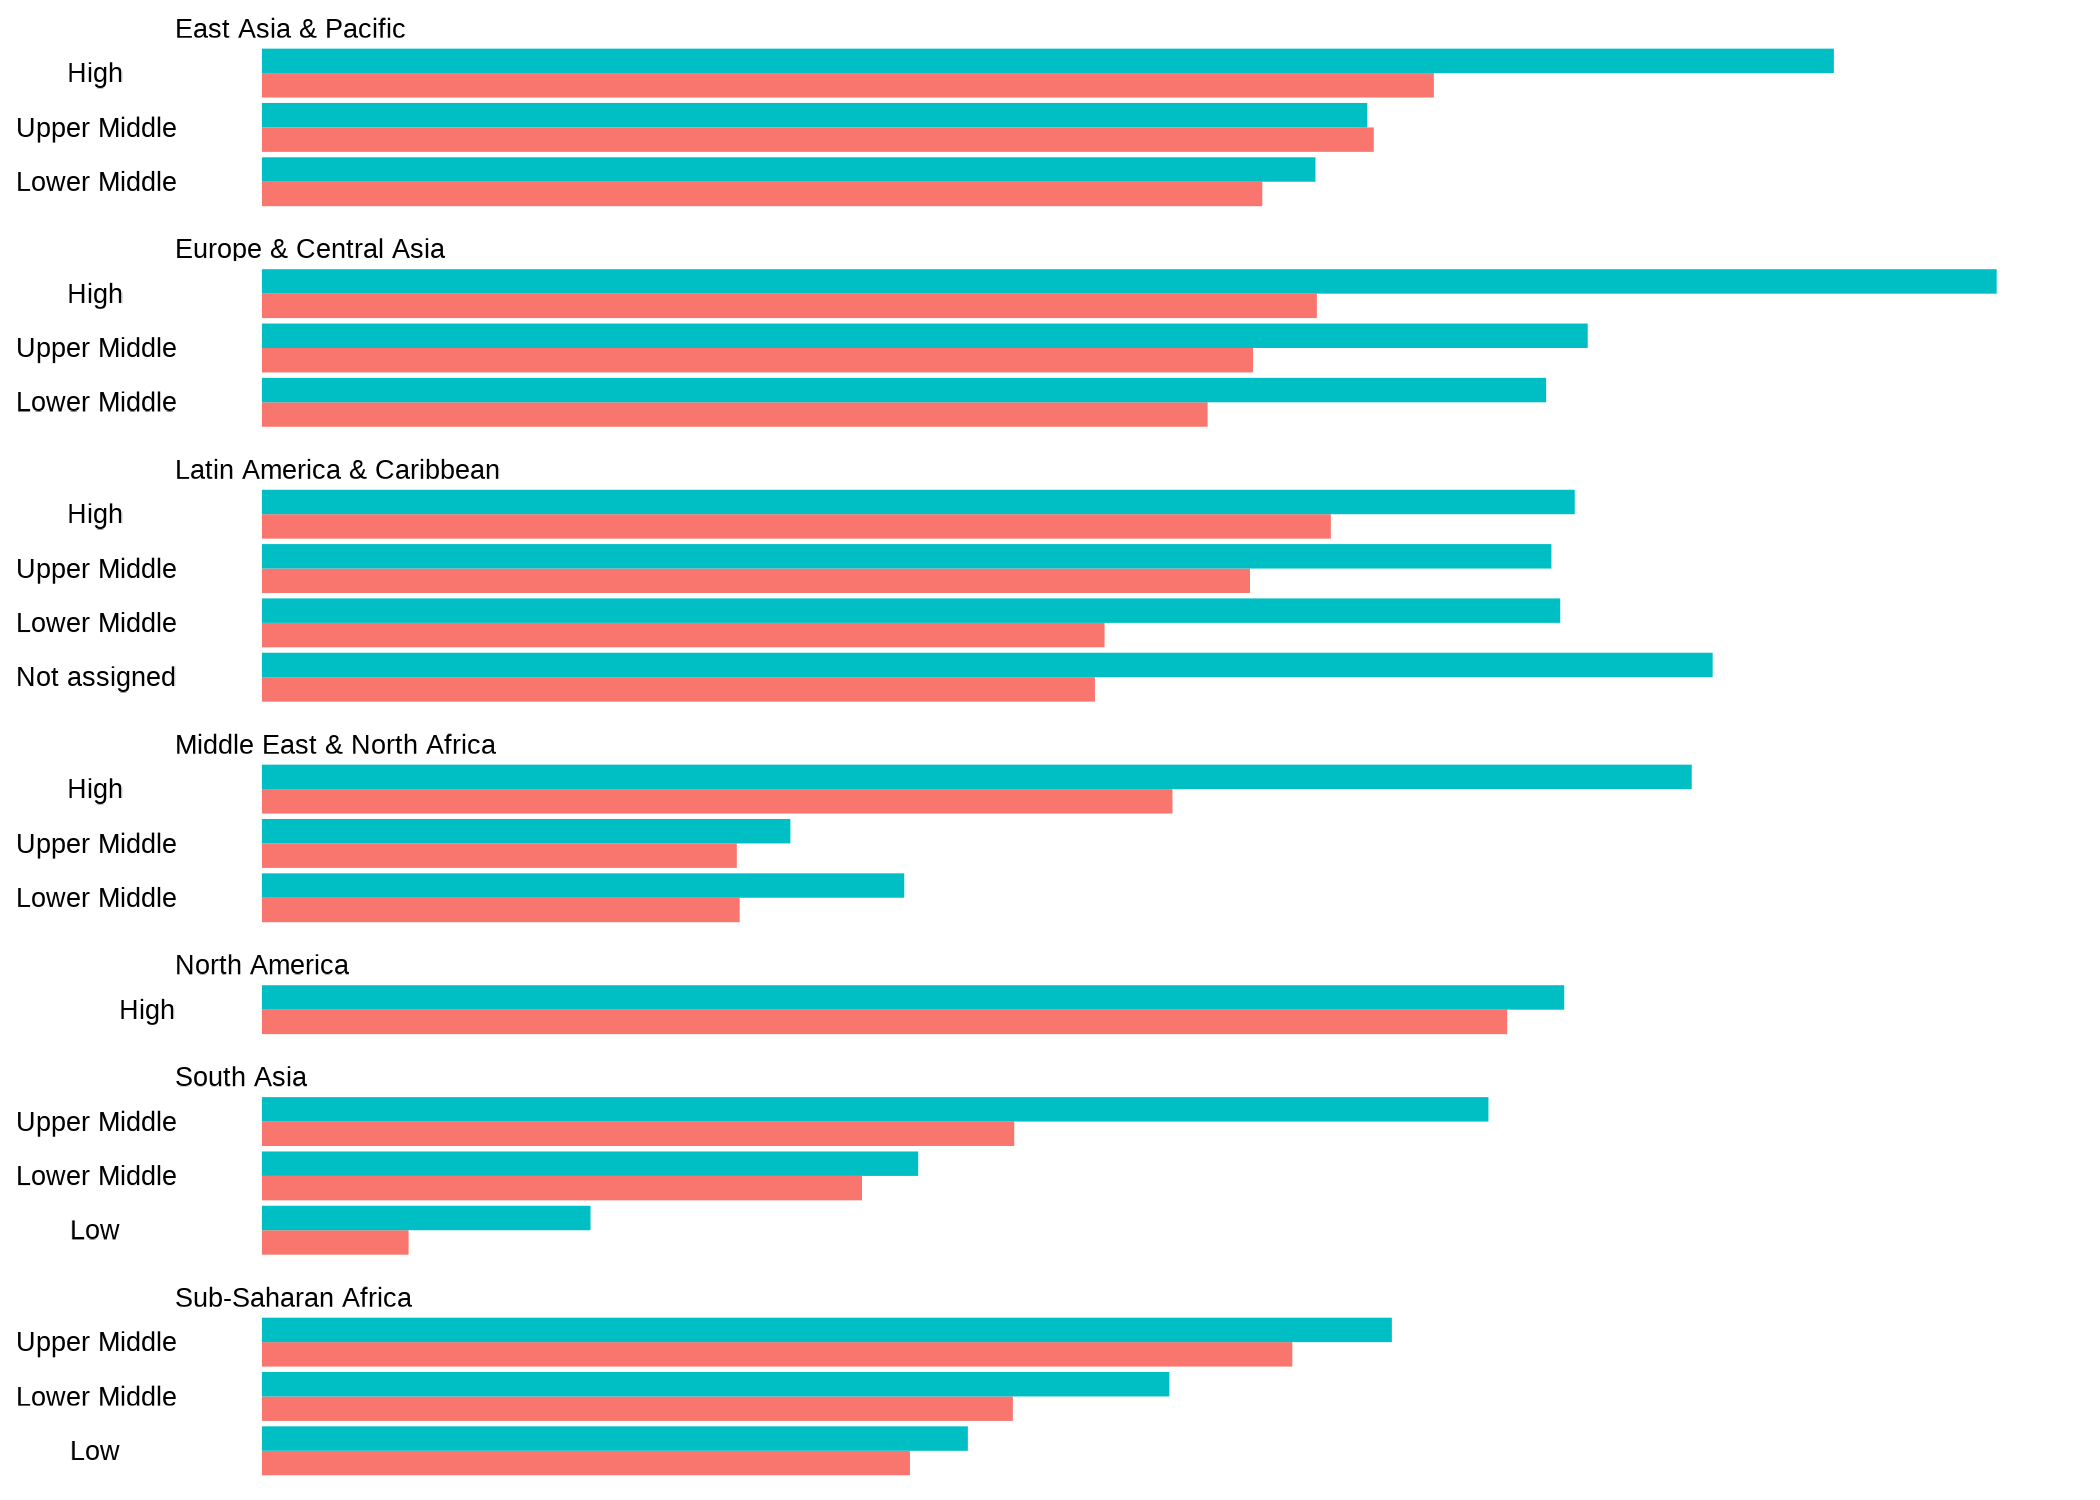 East Asia & Pacific
High
Upper Middle
Lower Middle
Europe & Central Asia
High
Upper Middle
Lower Middle
Latin America & Caribbean
High
Upper Middle
Lower Middle
Not assigned
Middle East & North Africa
High
Upper Middle
Lower Middle
North America
High
South Asia
Upper Middle
Lower Middle
Low
Sub-Saharan Africa
Upper Middle
Lower Middle
Low